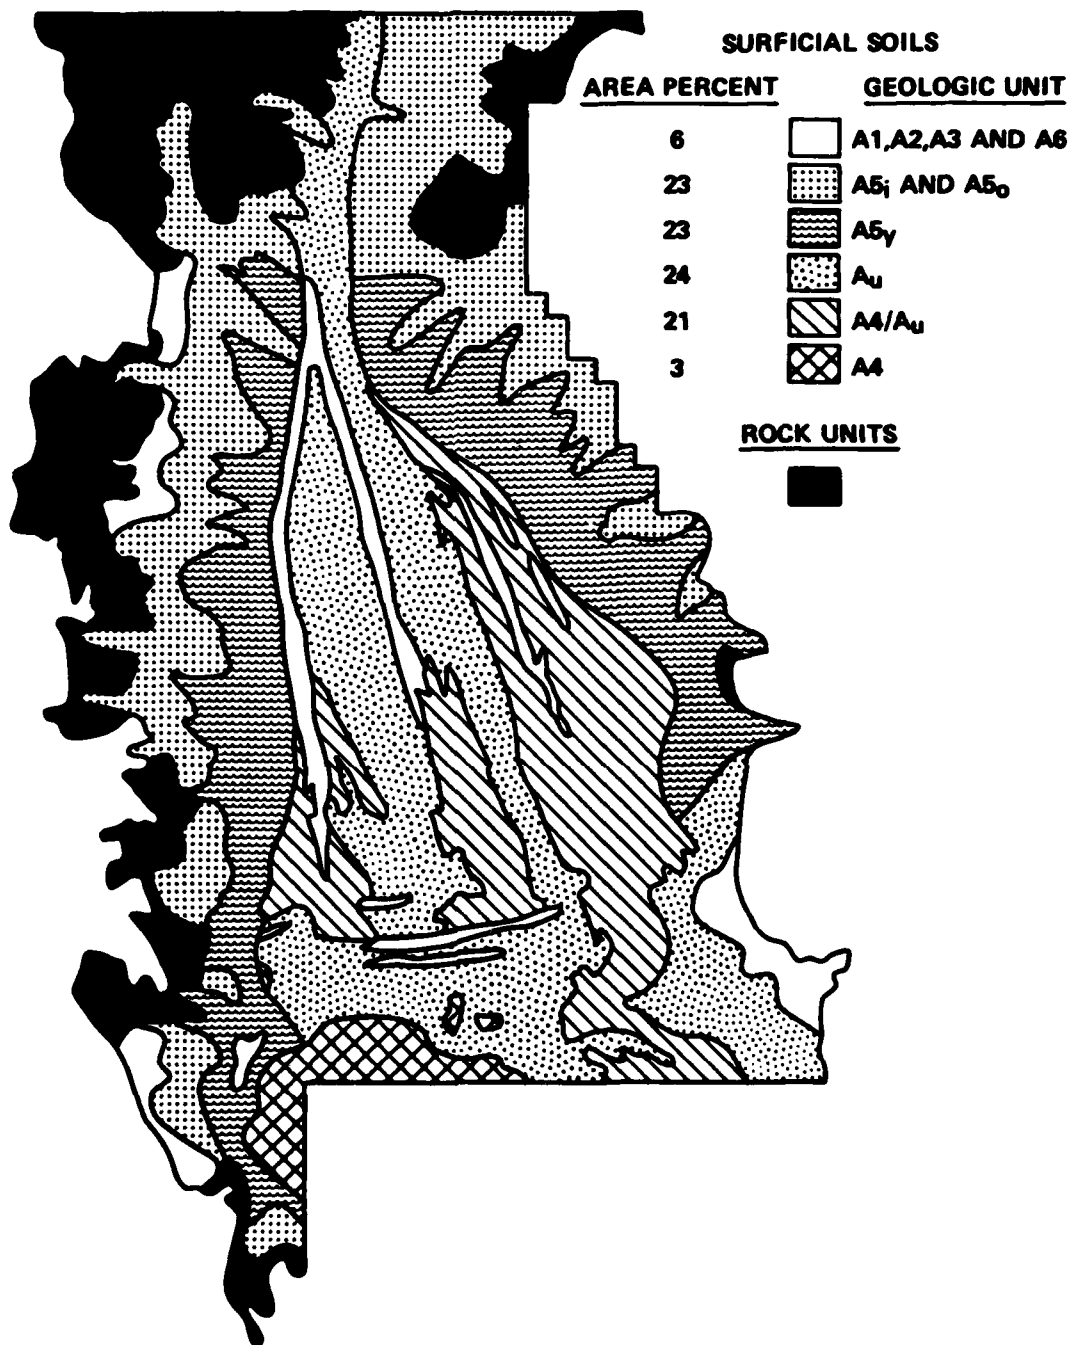 SURFICIAL SOILS
AREA PERCENT GEOLOGIC UNIT
6 A1,A2,A3 AND A6
23 A5i AND A5o
23 A5y
24 Au
21 A4/Au
3 A4
ROCK UNITS